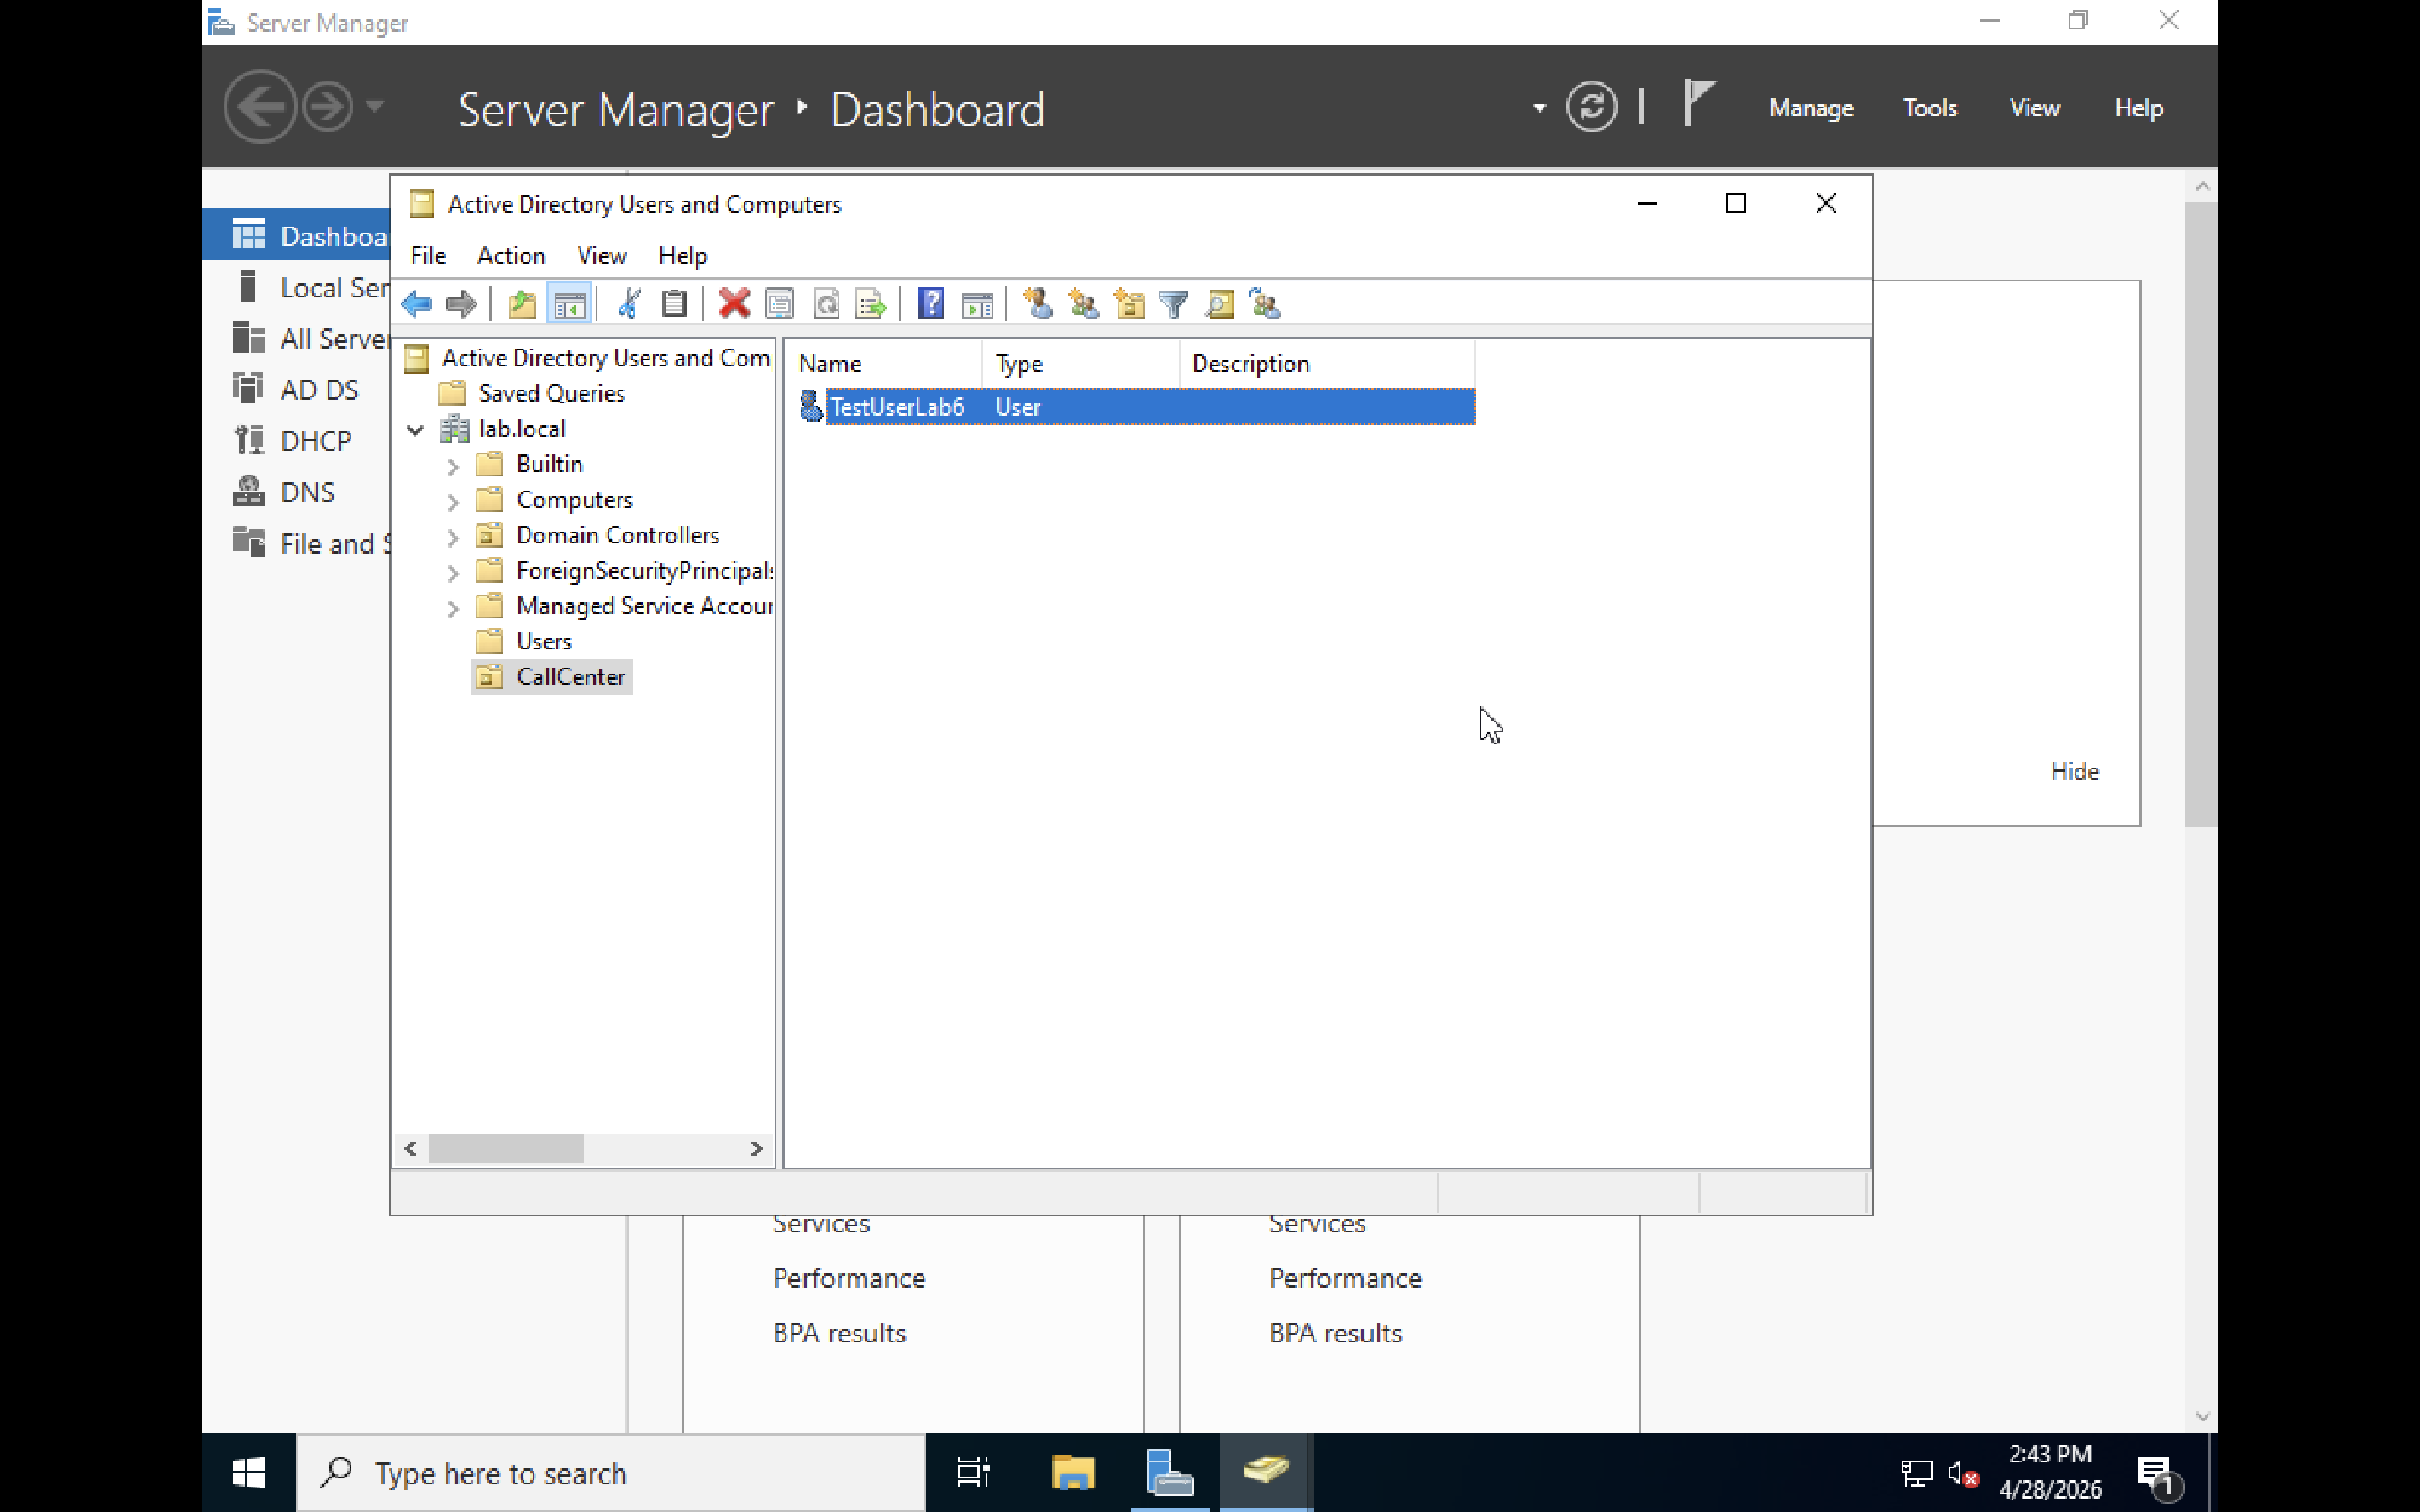 Server Manager
Server Manager
Dashboard
Manage
Tools
View
Help
Dashboa
Local Ser
All Server
AD DS
DHCP
DNS
File and S
Active Directory Users and Computers
File
Action
View
Help
Active Directory Users and Com
Saved Queries
lab.local
Builtin
Computers
Domain Controllers
ForeignSecurityPrincipals
Managed Service Accour
Users
CallCenter
Name
Type
Description
TestUserLab6
User
Hide
Services
Performance
BPA results
Services
Performance
BPA results
Type here to search
2:43 PM
4/28/2026
1